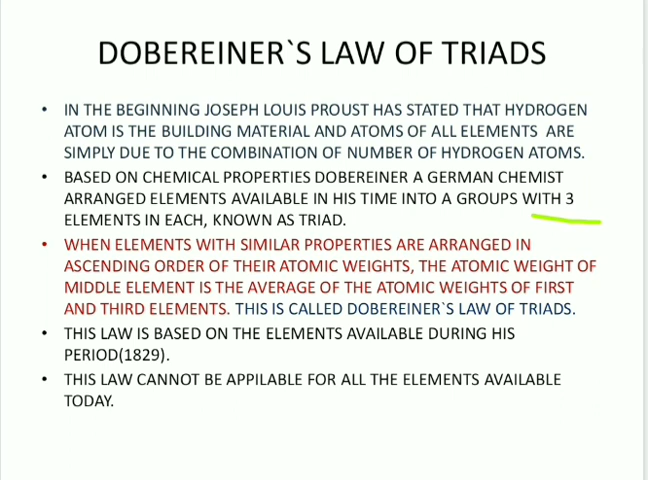 DOBEREINER`S LAW OF TRIADS
• IN THE BEGINNING JOSEPH LOUIS PROUST HAS STATED THAT HYDROGEN
ATOM IS THE BUILDING MATERIAL AND ATOMS OF ALL ELEMENTS ARE
SIMPLY DUE TO THE COMBINATION OF NUMBER OF HYDROGEN ATOMS.
• BASED ON CHEMICAL PROPERTIES DOBEREINER A GERMAN CHEMIST
ARRANGED ELEMENTS AVAILABLE IN HIS TIME INTO A GROUPS WITH 3
ELEMENTS IN EACH, KNOWN AS TRIAD.
• WHEN ELEMENTS WITH SIMILAR PROPERTIES ARE ARRANGED IN
ASCENDING ORDER OF THEIR ATOMIC WEIGHTS, THE ATOMIC WEIGHT OF
MIDDLE ELEMENT IS THE AVERAGE OF THE ATOMIC WEIGHTS OF FIRST
AND THIRD ELEMENTS. THIS IS CALLED DOBEREINER`S LAW OF TRIADS.
• THIS LAW IS BASED ON THE ELEMENTS AVAILABLE DURING HIS
PERIOD(1829).
• THIS LAW CANNOT BE APPILABLE FOR ALL THE ELEMENTS AVAILABLE
TODAY.